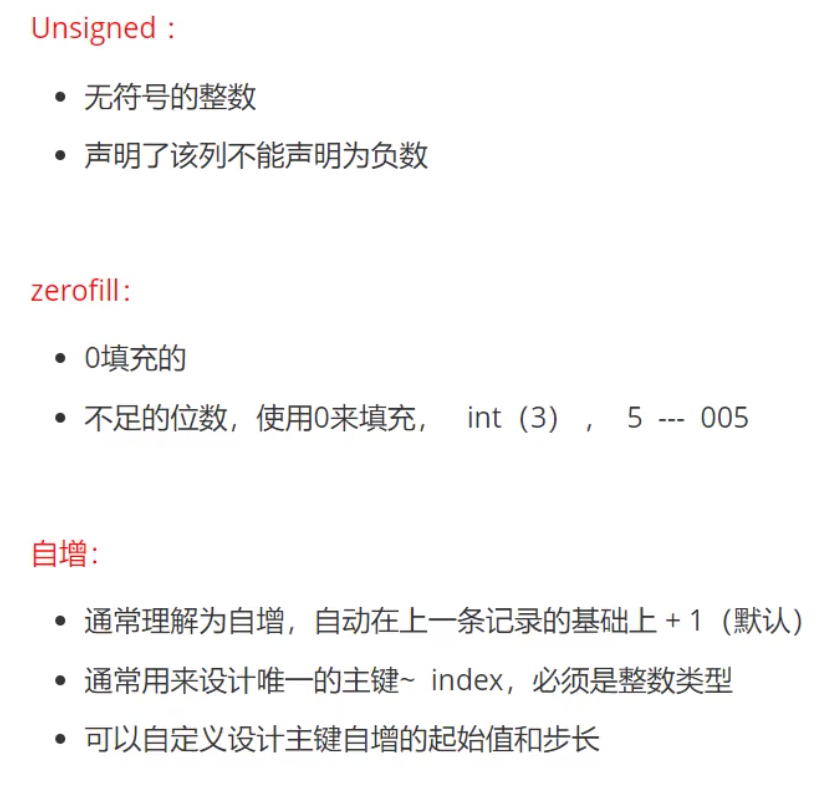 Unsigned：
• 无符号的整数
• 声明了该列不能声明为负数
zerofill：
• 0填充的
• 不足的位数，使用0来填充， int（3） ， 5 --- 005
自增：
• 通常理解为自增，自动在上一条记录的基础上 + 1（默认）
• 通常用来设计唯一的主键~ index，必须是整数类型
• 可以自定义设计主键自增的起始值和步长